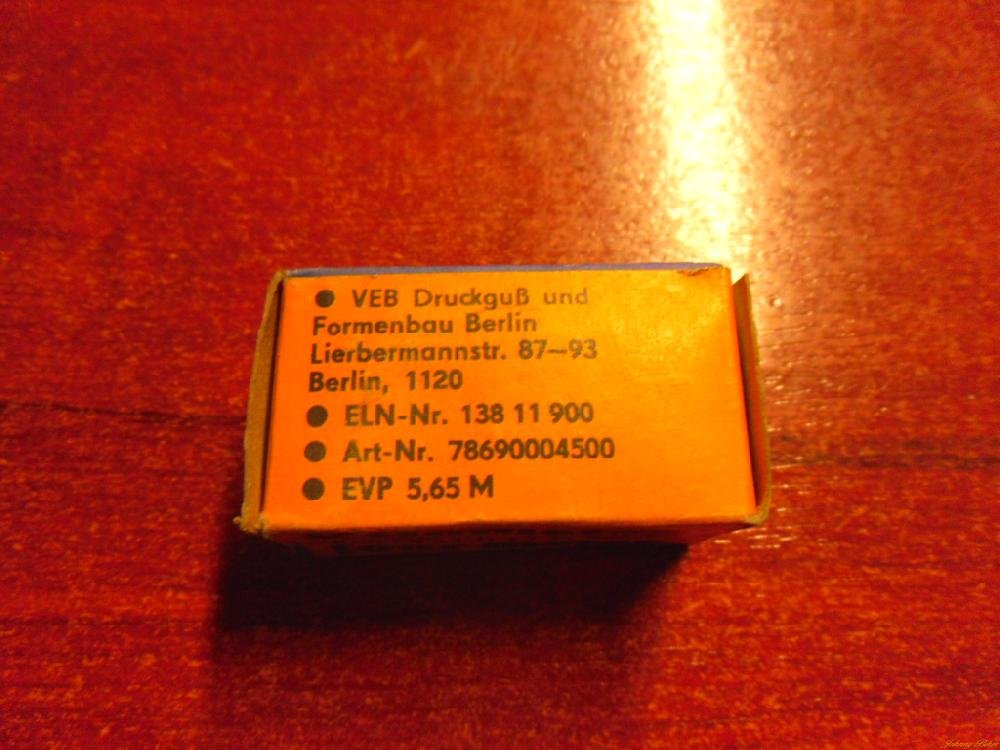 ● VEB Druckguß und
Formenbau Berlin
Lierbermannstr. 87–93
Berlin, 1120
● ELN-Nr. 138 11 900
● Art-Nr. 78690004500
● EVP 5,65 M